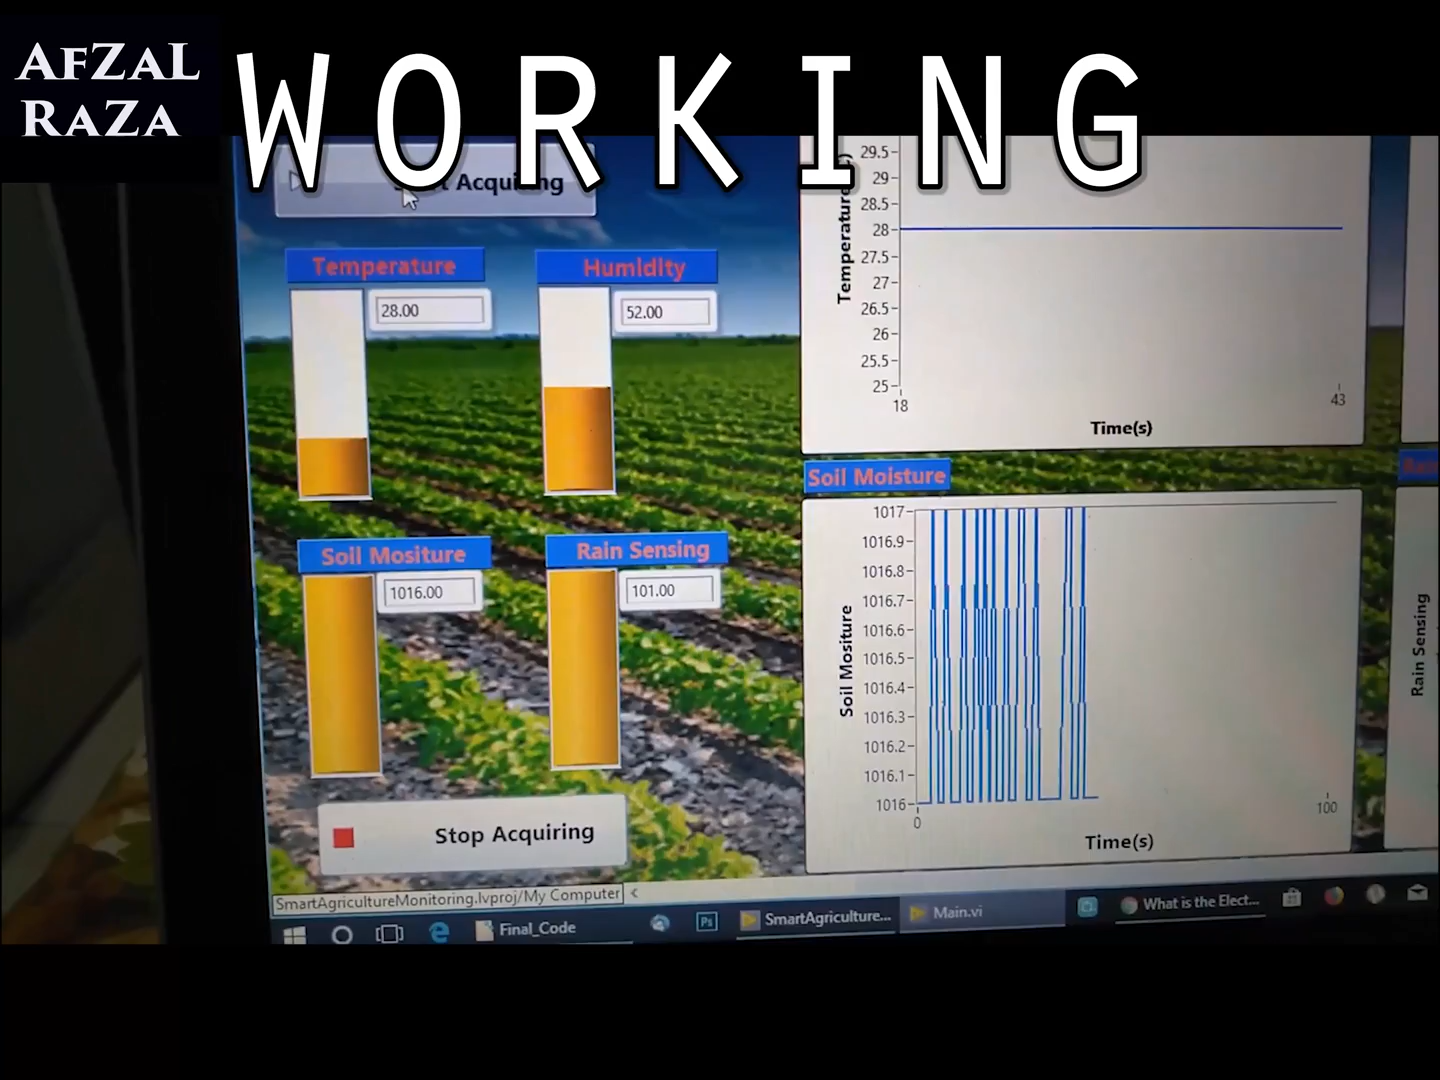 AFZAL
RAZA
WORKING
Acquiring
Temperature
28.00
Humidity
52.00
Soil Mositure
1016.00
Rain Sensing
101.00
Stop Acquiring
Temperature
29.5
29
28.5
28
27.5
27
26.5
26
25.5
25
18
43
Time(s)
Soil Moisture
Soil Mositure
1017
1016.9
1016.8
1016.7
1016.6
1016.5
1016.4
1016.3
1016.2
1016.1
1016
0
100
Time(s)
Rain Sensing
SmartAgricultureMonitoring.lvproj/My Computer
Final_Code
Ps
SmartAgriculture...
Main.vi
What is the Elect...